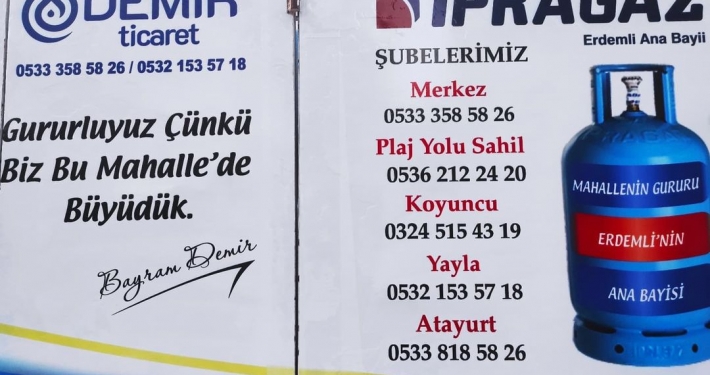 DEMİR
ticaret
0533 358 58 26 / 0532 153 57 18
Gururluyuz Çünkü
Biz Bu Mahalle'de
Büyüdük.
Bayram Demir
İPRAGAZ
Erdemli Ana Bayii
ŞUBELERİMİZ
Merkez
0533 358 58 26
Plaj Yolu Sahil
0536 212 24 20
Koyuncu
0324 515 43 19
Yayla
0532 153 57 18
Atayurt
0533 818 58 26
MAHALLENİN GURURU
ERDEMLİ'NİN
ANA BAYİSİ